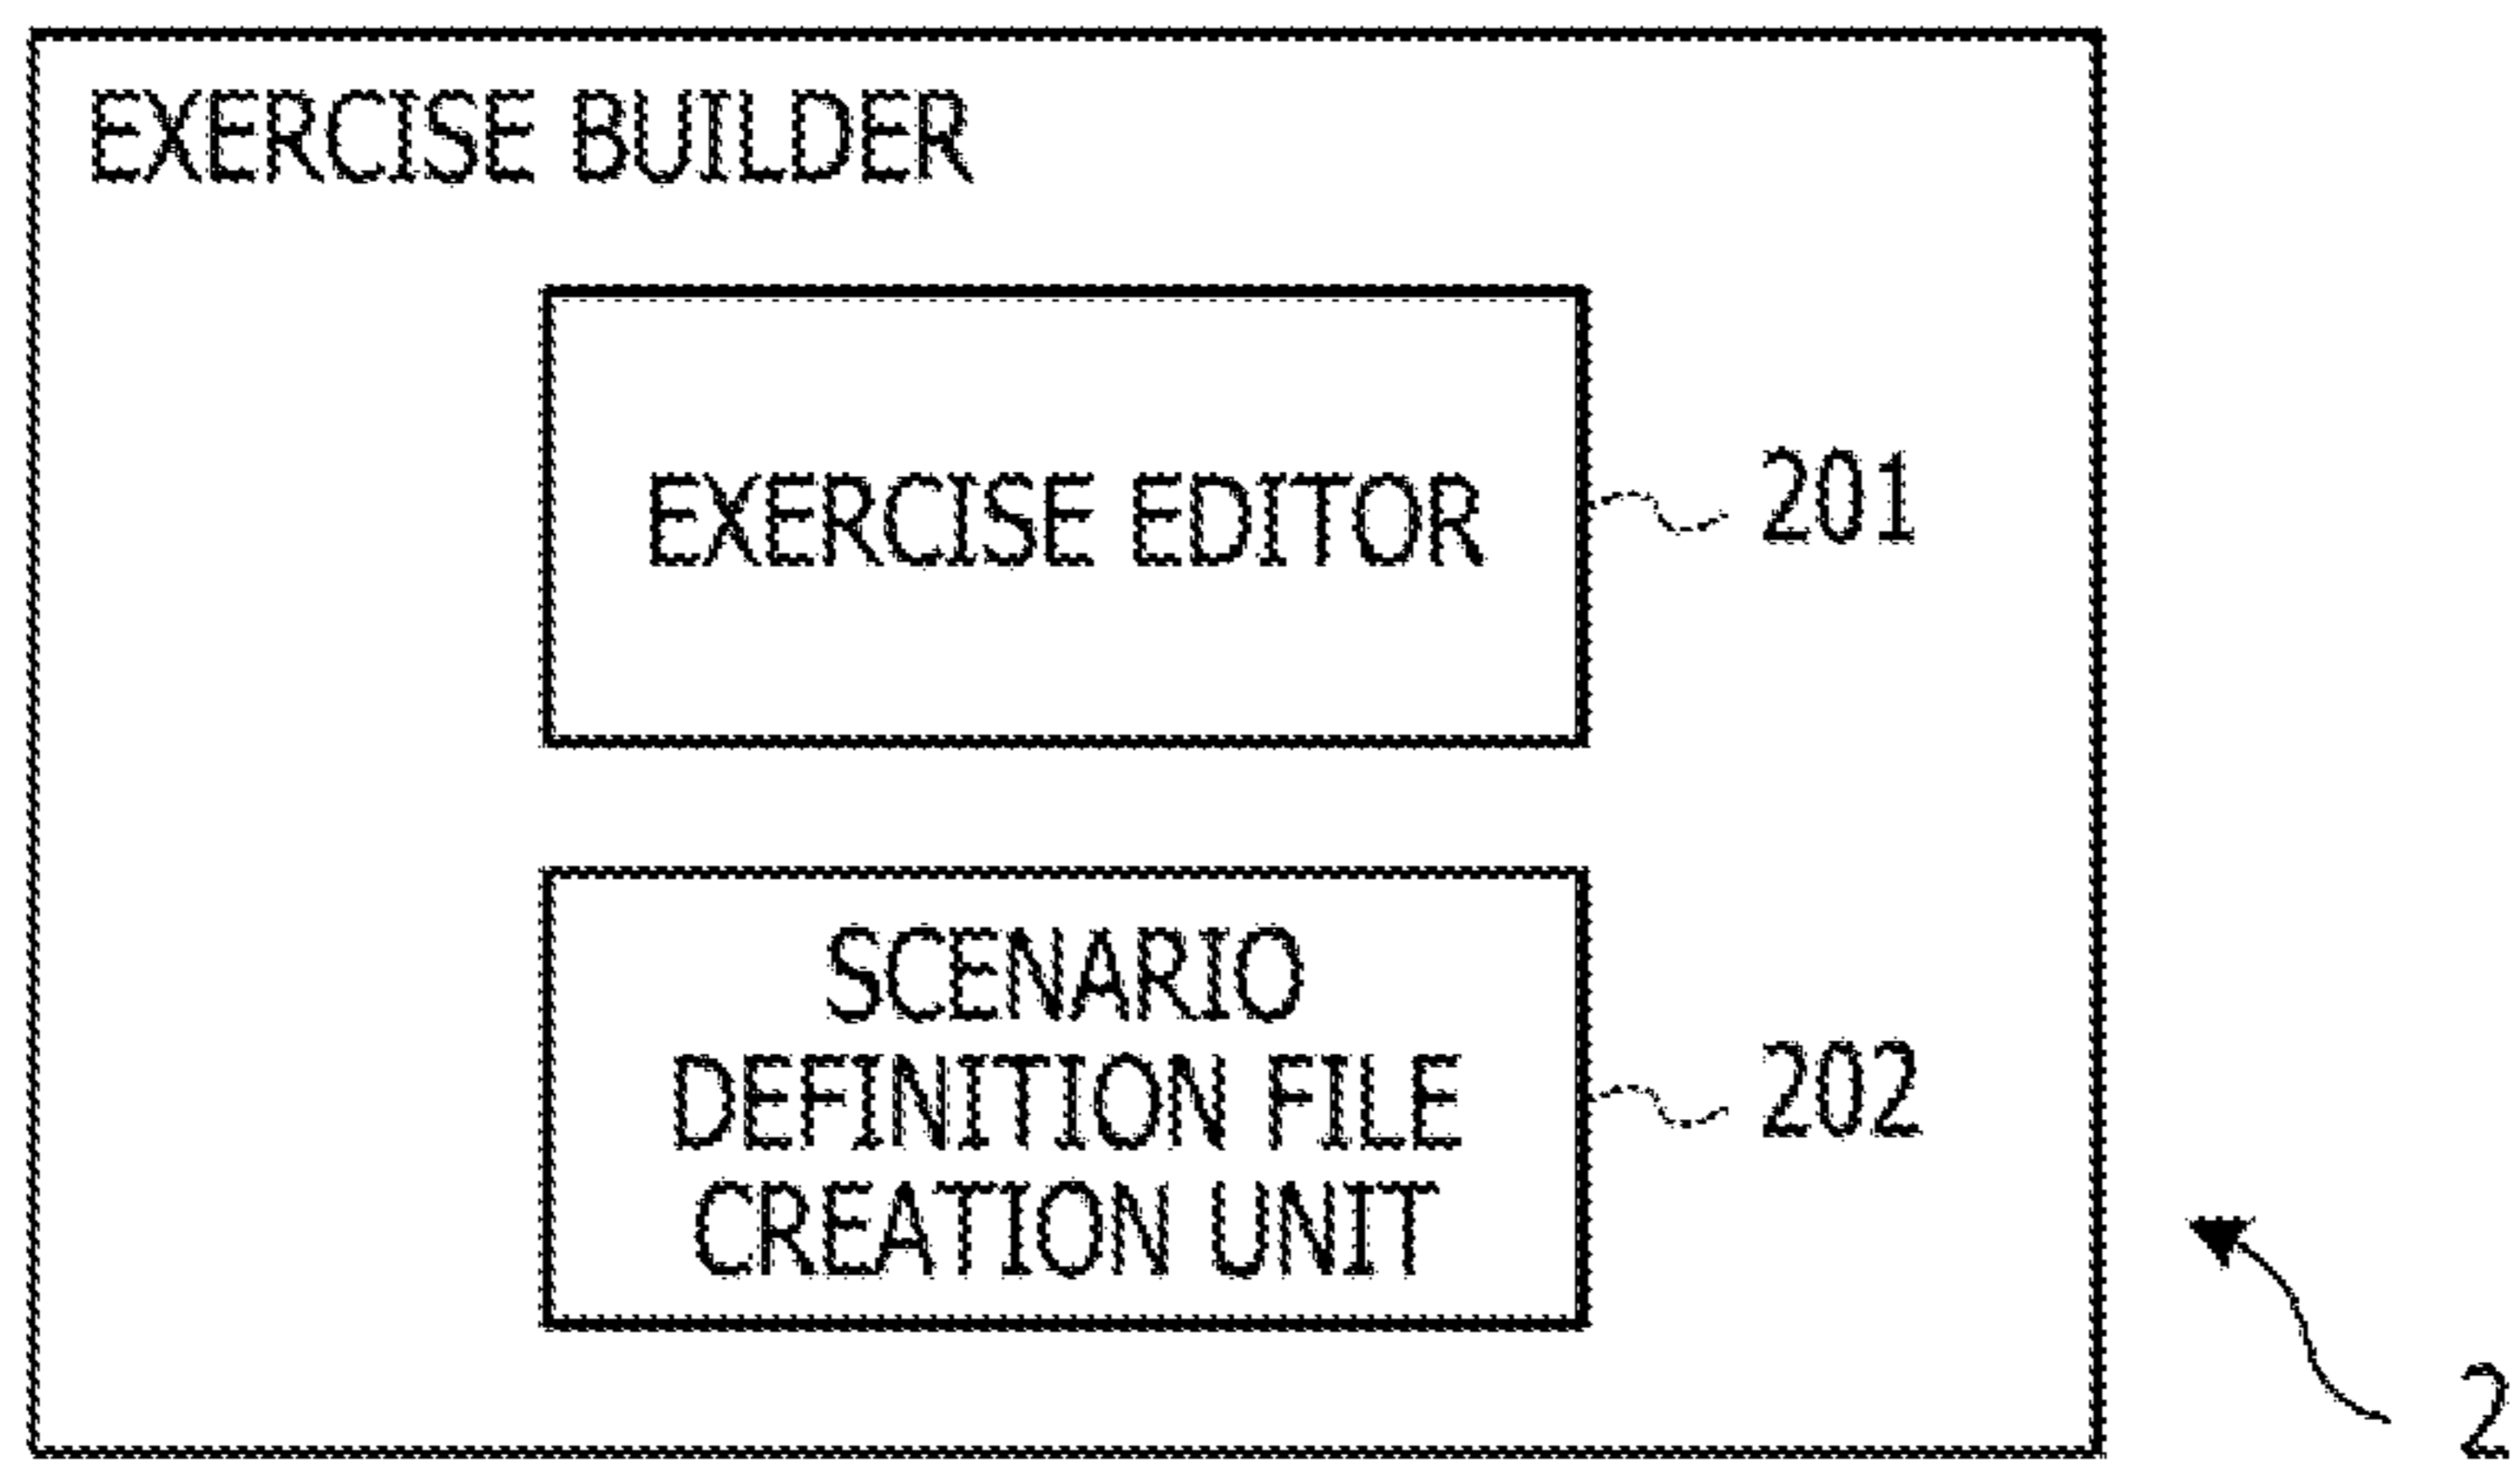 EXERCISE BUILDER
EXERCISE EDITOR
201
SCENARIO
DEFINITION FILE
CREATION UNIT
202
2